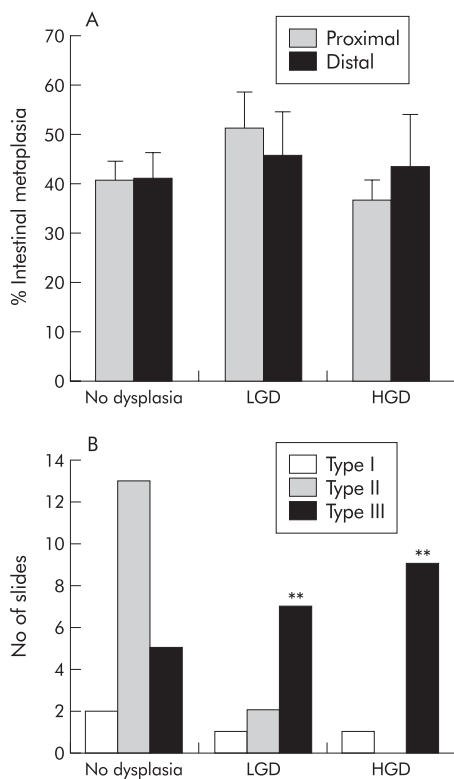 A
Proximal
Distal
70
60
50
40
30
20
10
0
% Intestinal metaplasia
No dysplasia
LGD
HGD
B
Type I
Type II
Type III
14
12
10
8
6
4
2
0
No of slides
**
**
No dysplasia
LGD
HGD